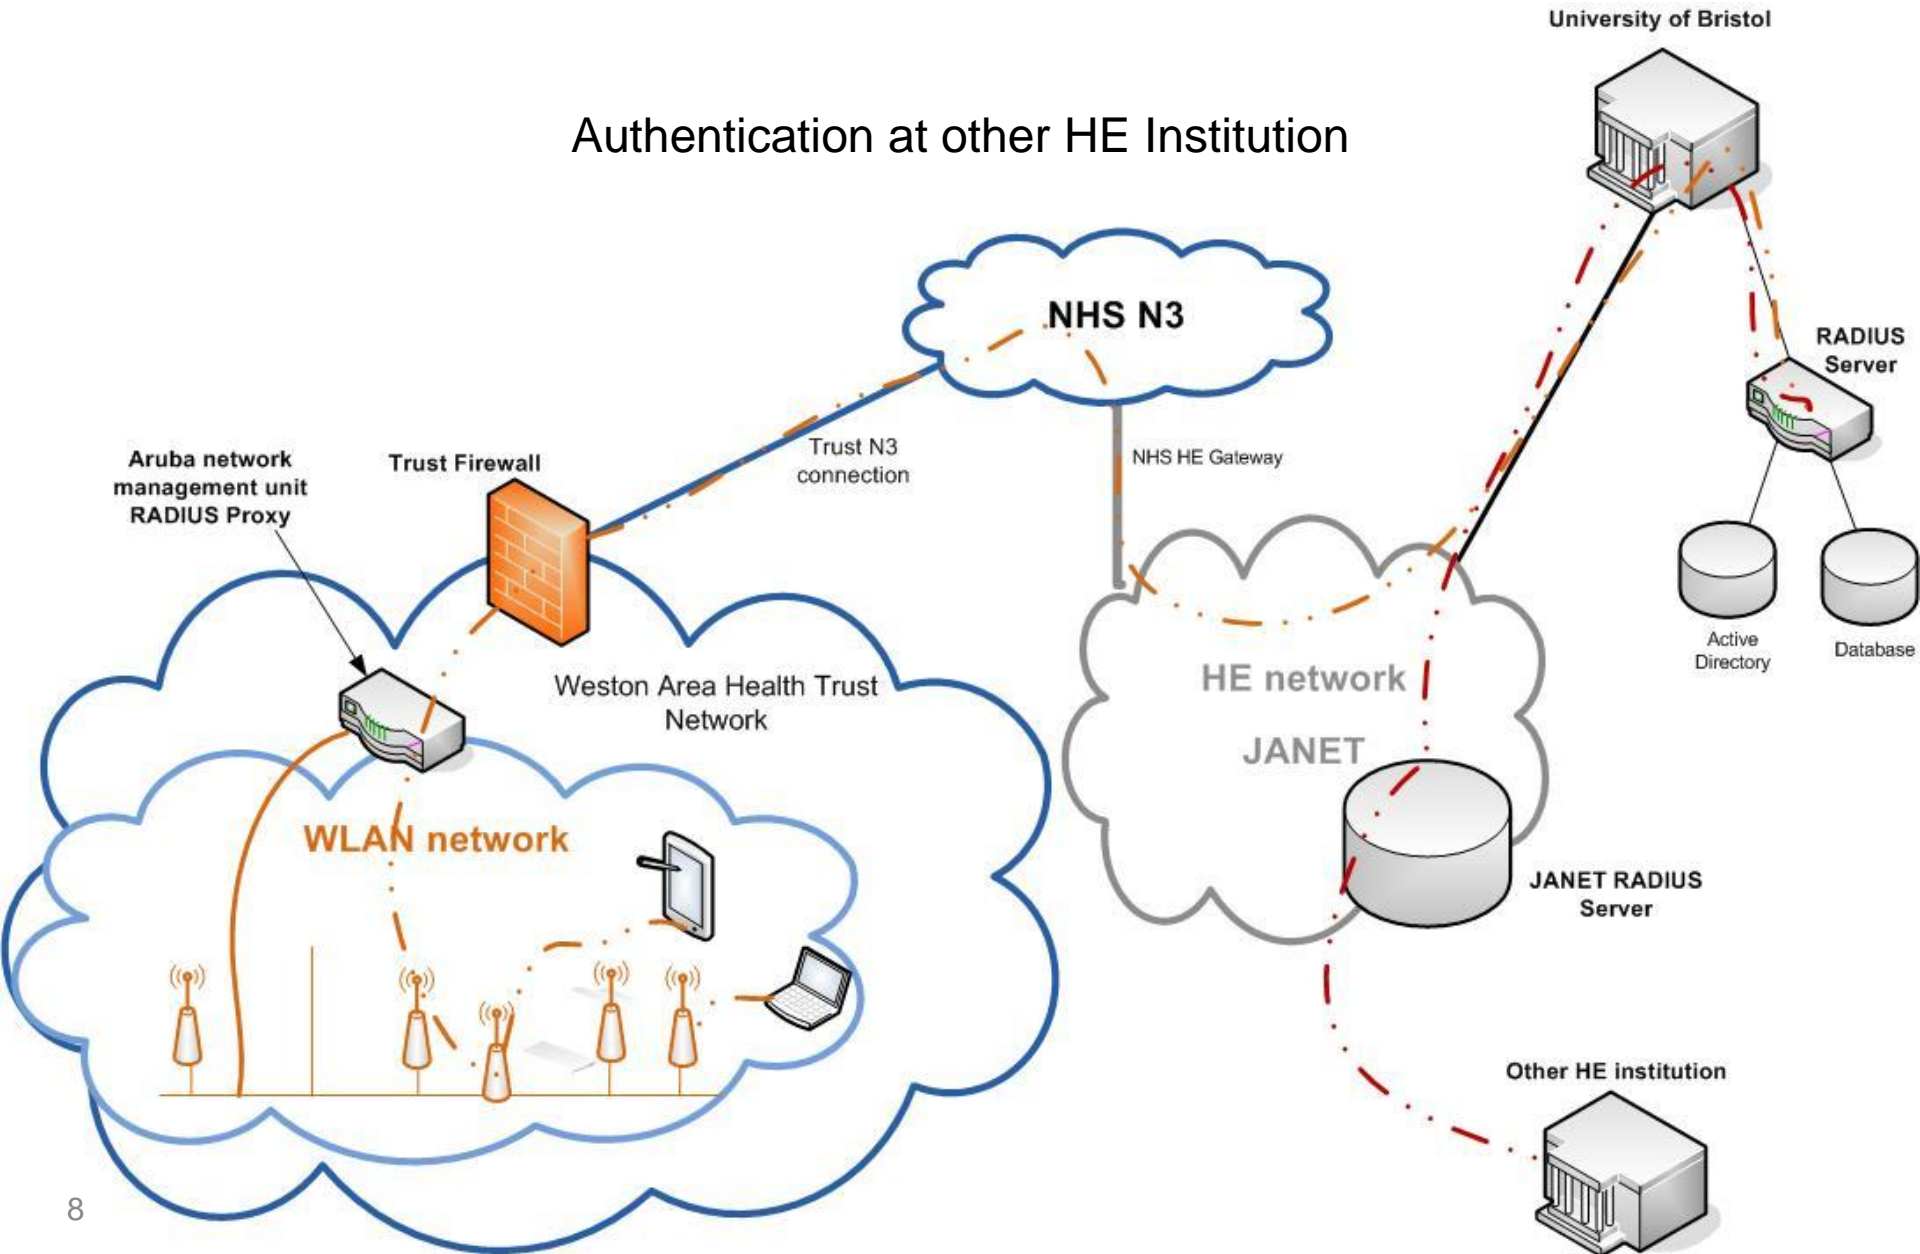 University of Bristol
Authentication at other HE Institution
NHS N3
RADIUS
Server
Trust N3
connection
NHS HE Gateway
Aruba network
management unit
RADIUS Proxy
Trust Firewall
Active
Directory
Database
Weston Area Health Trust
Network
HE network
JANET
WLAN network
JANET RADIUS
Server
Other HE institution
8